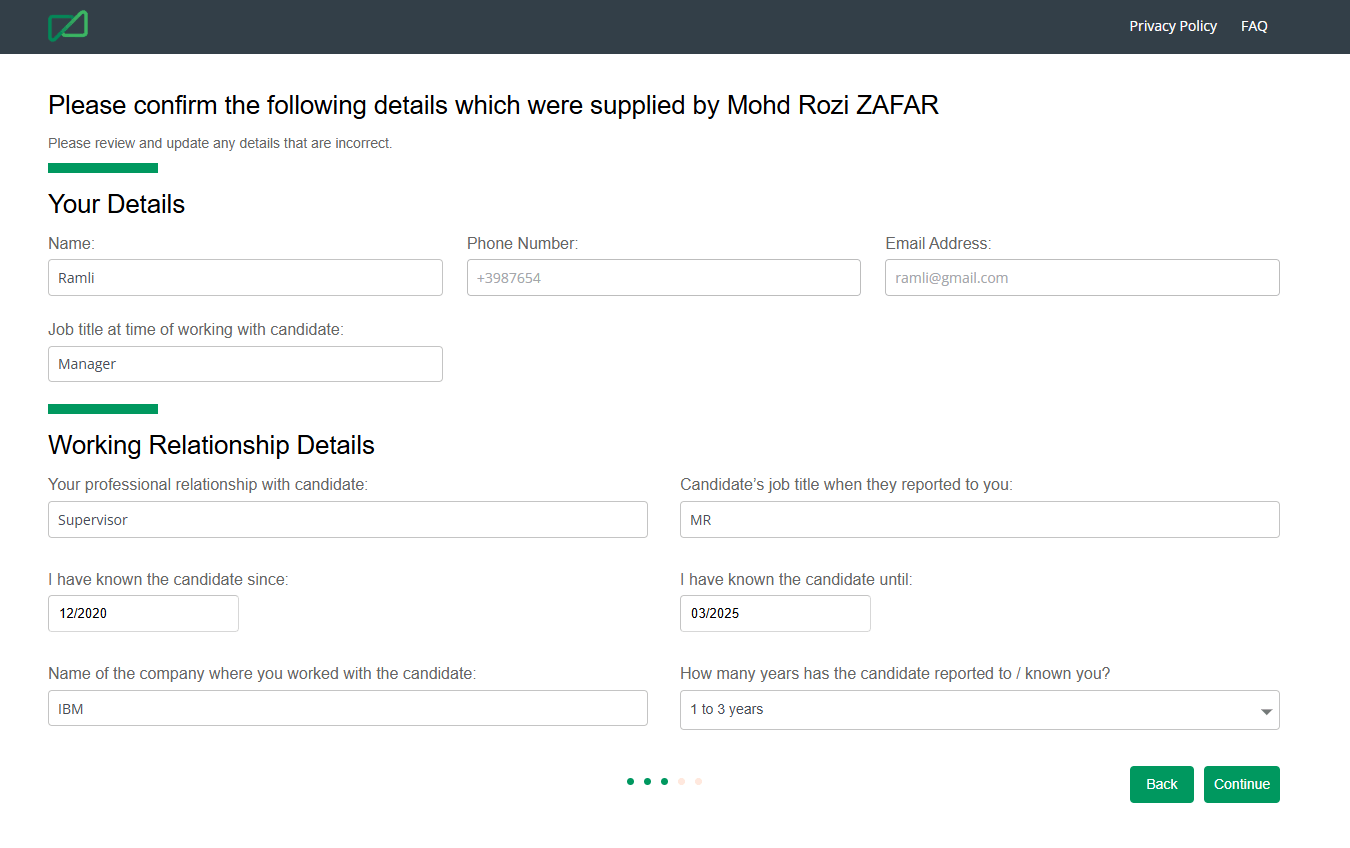 Privacy Policy FAQ
Please confirm the following details which were supplied by Mohd Rozi ZAFAR
Please review and update any details that are incorrect.
Your Details
Name: Phone Number: Email Address:
Ramli +3987654 ramli@gmail.com
Job title at time of working with candidate:
Manager
Working Relationship Details
Your professional relationship with candidate: Candidate’s job title when they reported to you:
Supervisor MR
I have known the candidate since: I have known the candidate until:
12/2020 03/2025
Name of the company where you worked with the candidate: How many years has the candidate reported to / known you?
IBM 1 to 3 years
Back Continue